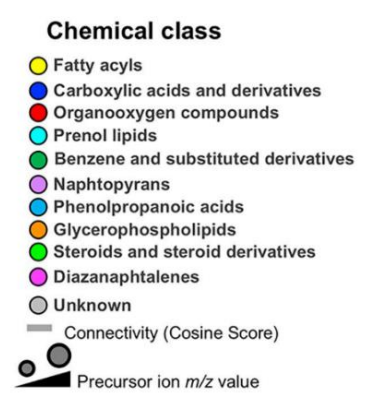 Chemical class
Fatty acyls
Carboxylic acids and derivatives
Organooxygen compounds
Prenol lipids
Benzene and substituted derivatives
Naphtopyrans
Phenolpropanoic acids
Glycerophospholipids
Steroids and steroid derivatives
Diazanaphtalenes
Unknown
Connectivity (Cosine Score)
Precursor ion m/z value